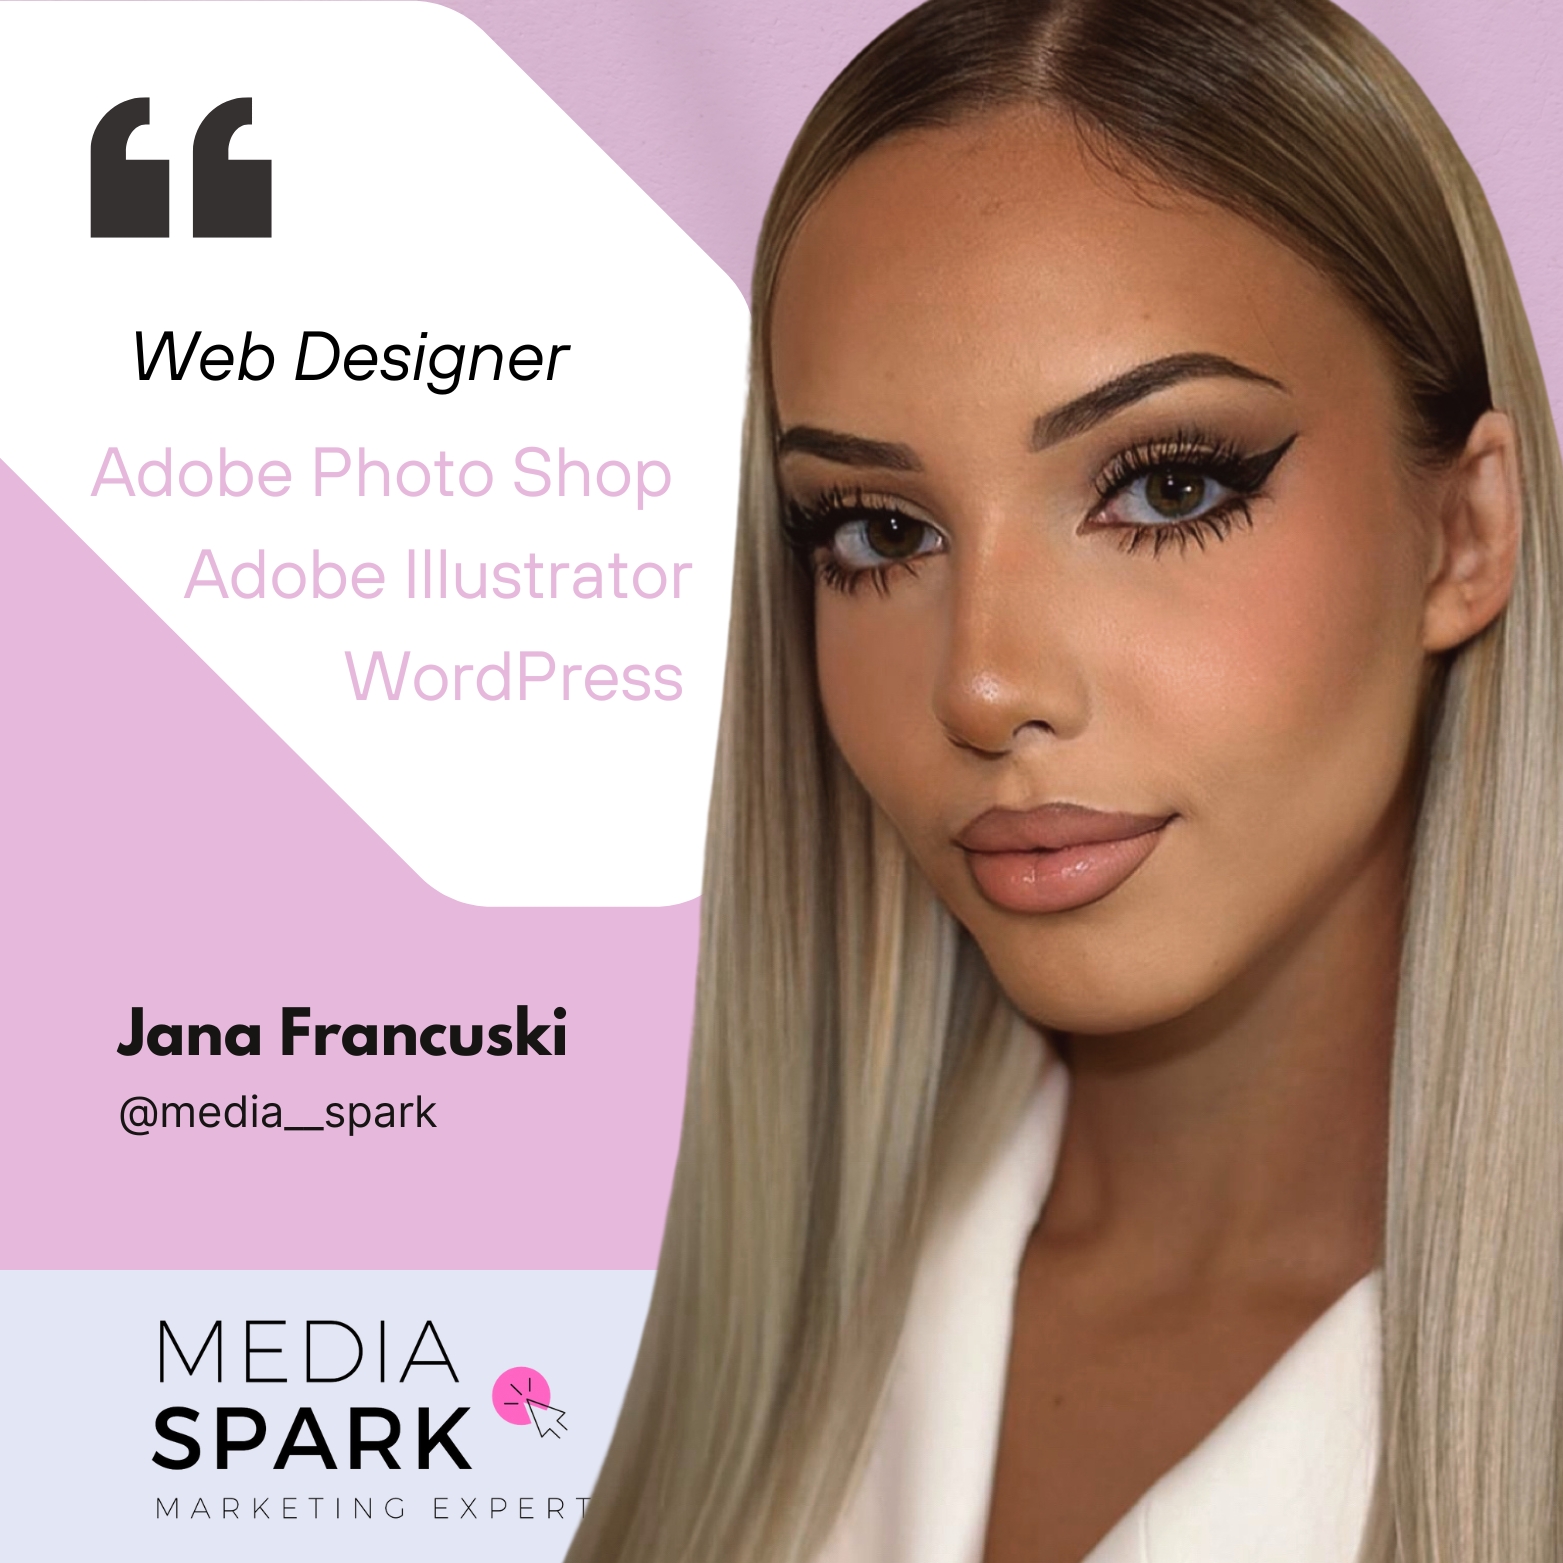 “
Web Designer
Adobe Photo Shop
Adobe Illustrator
WordPress
Jana Francuski
@media__spark
MEDIA
SPARK
MARKETING EXPERT